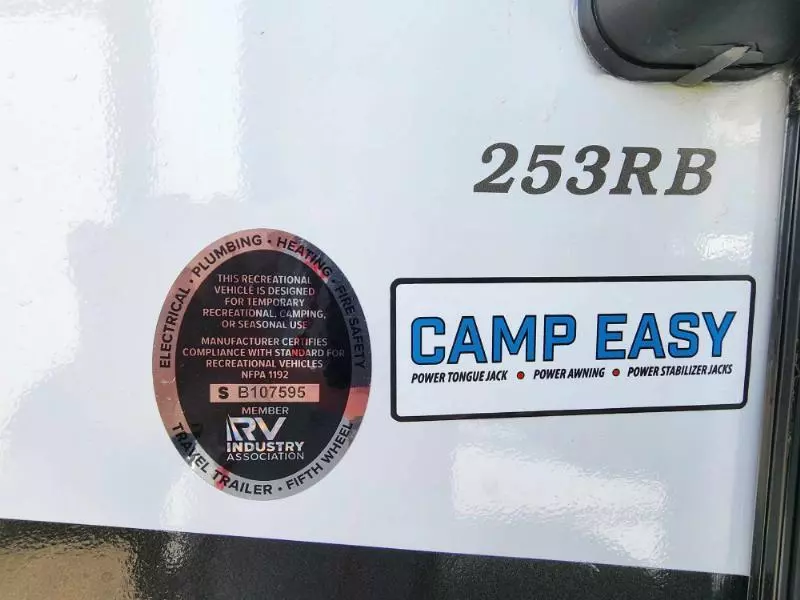 253RB
ELECTRICAL • PLUMBING • HEATING • FIRE SAFETY
THIS RECREATIONAL
VEHICLE IS DESIGNED
FOR TEMPORARY
RECREATIONAL, CAMPING,
OR SEASONAL USE
MANUFACTURER CERTIFIES
COMPLIANCE WITH STANDARD FOR
RECREATIONAL VEHICLES
NFPA 1192
S B107595
MEMBER
RV
INDUSTRY
ASSOCIATION
TRAVEL TRAILER • FIFTH WHEEL
CAMP EASY
POWER TONGUE JACK • POWER AWNING • POWER STABILIZER JACKS